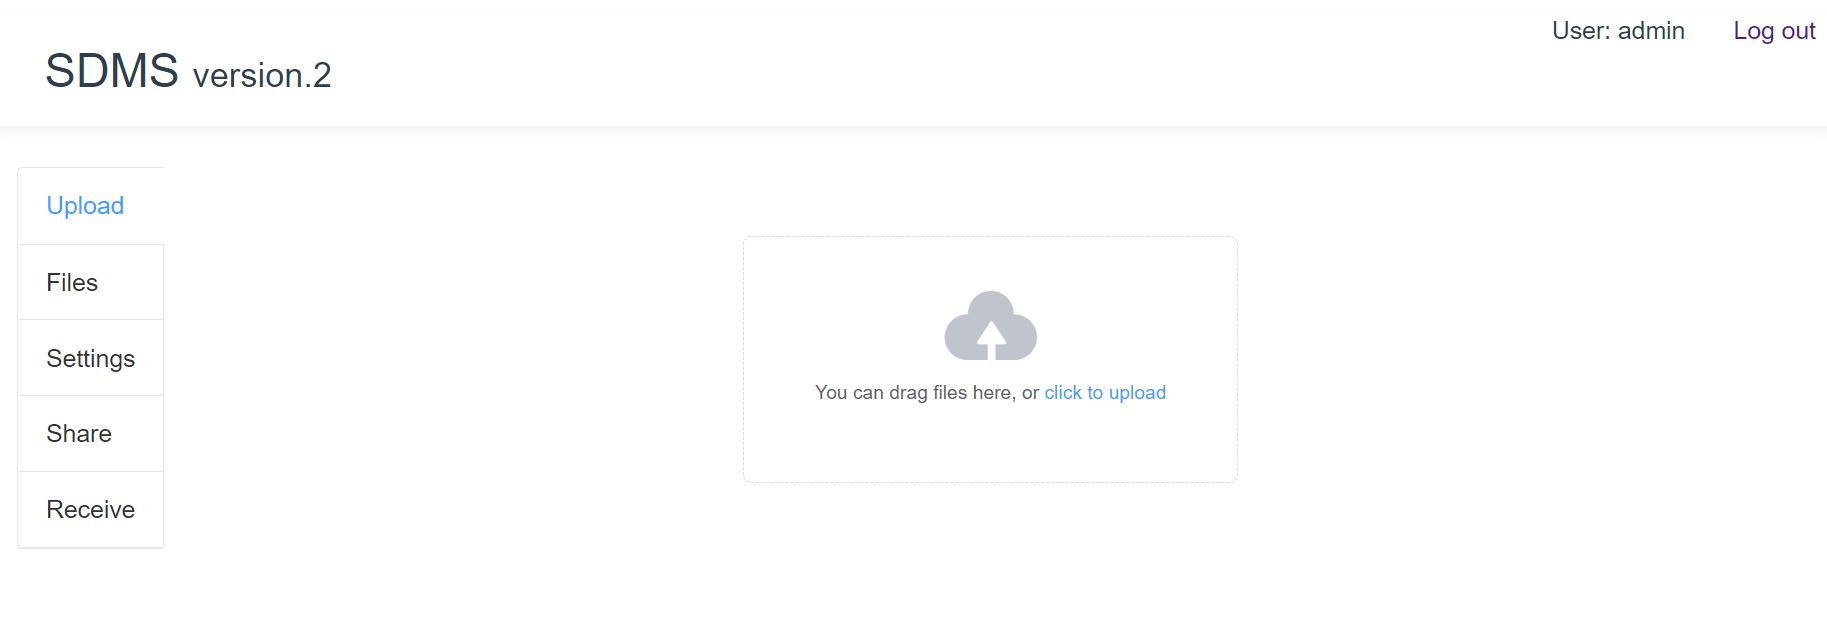 User: admin Log out
SDMS version.2
Upload
Files
Settings
Share
Receive
You can drag files here, or click to upload